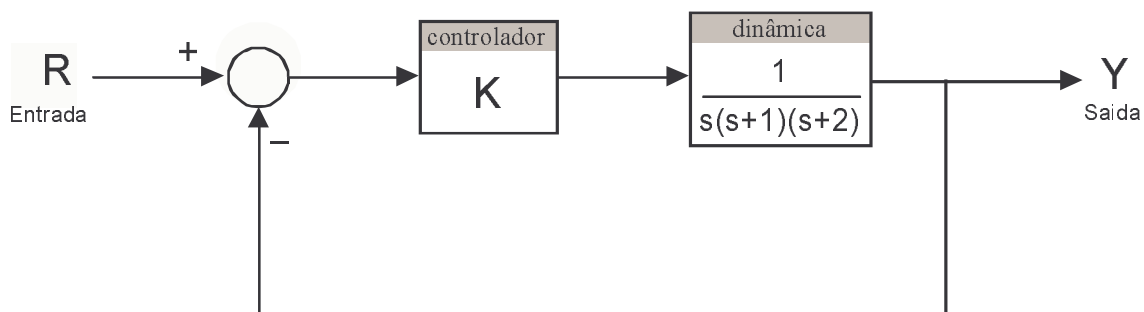 R
Entrada
+
−
controlador
K
dinâmica
1
s(s+1)(s+2)
Y
Saida